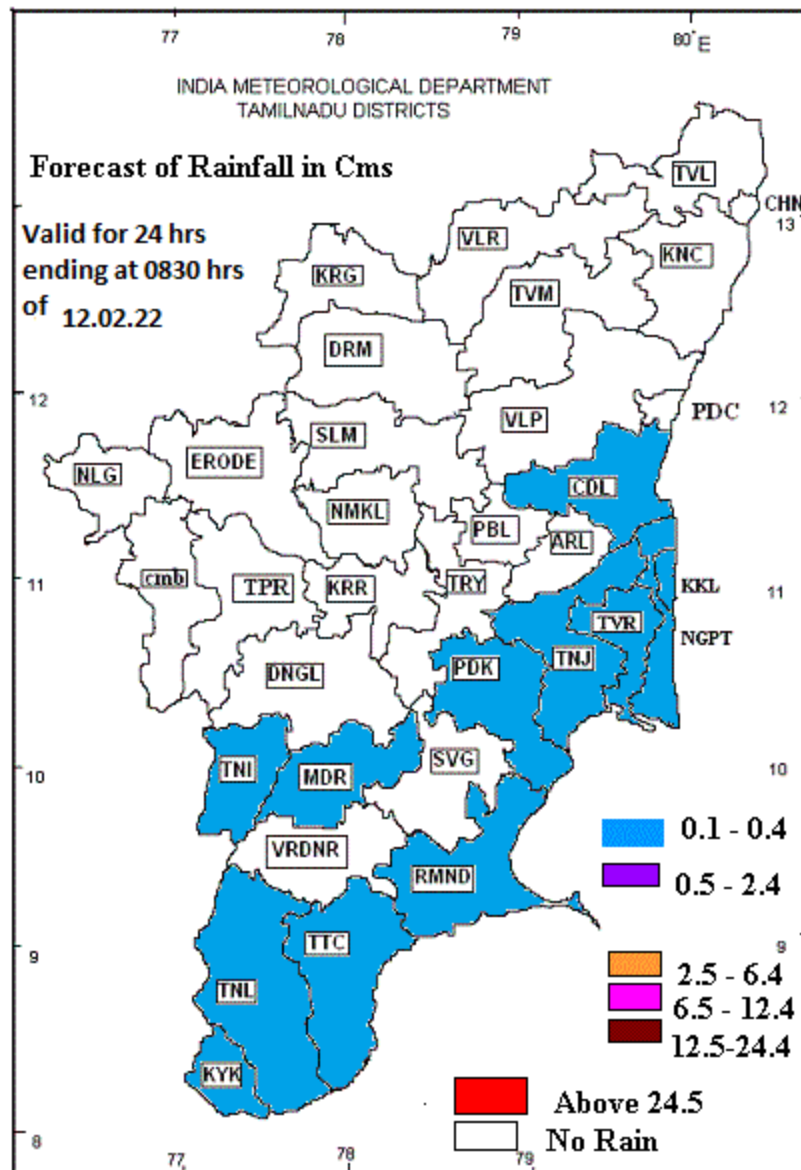 77 78 79 80°E
INDIA METEOROLOGICAL DEPARTMENT
TAMILNADU DISTRICTS
Forecast of Rainfall in Cms
TVL
CHN
13
Valid for 24 hrs
ending at 0830 hrs
of 12.02.22
VLR
KNC
KRG
TVM
DRM
12
12
PDC
VLP
SLM
ERODE
NLG
CDL
NMKL
PBL
ARL
11
cmb
TPR
KRR
TRY
KKL
11
TVR
NGPT
TNJ
PDK
DNGL
10
TNI
MDR
SVG
10
VRDNR
RMND
0.1 - 0.4
0.5 - 2.4
9
TTC
9
TNL
2.5 - 6.4
6.5 - 12.4
12.5-24.4
KYK
Above 24.5
No Rain
8
77 78 79